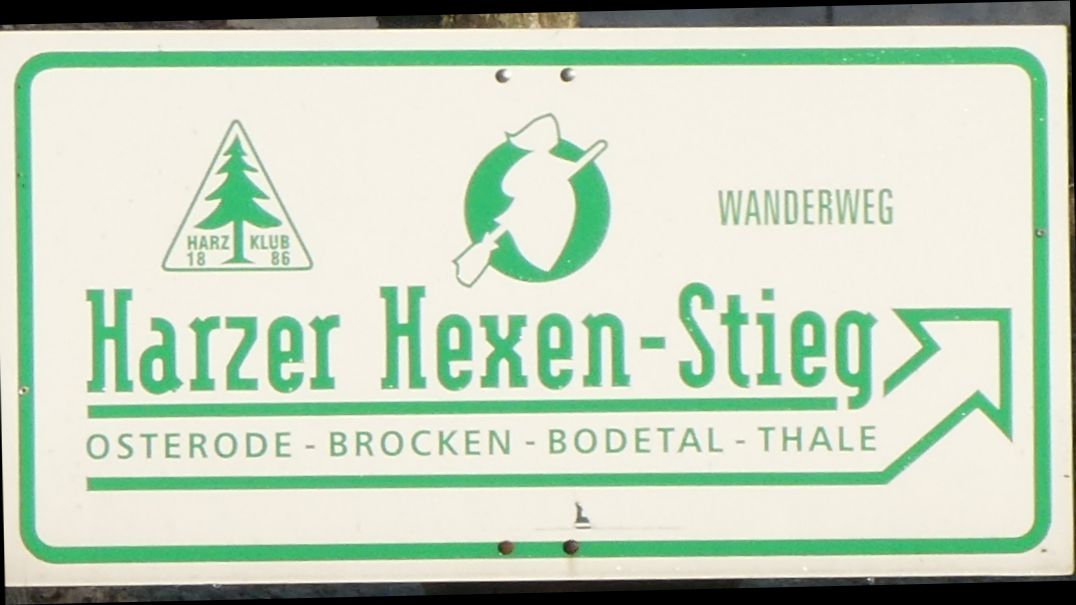 HARZ KLUB
18 86
WANDERWEG
Harzer Hexen-Stieg
OSTERODE - BROCKEN - BODETAL - THALE